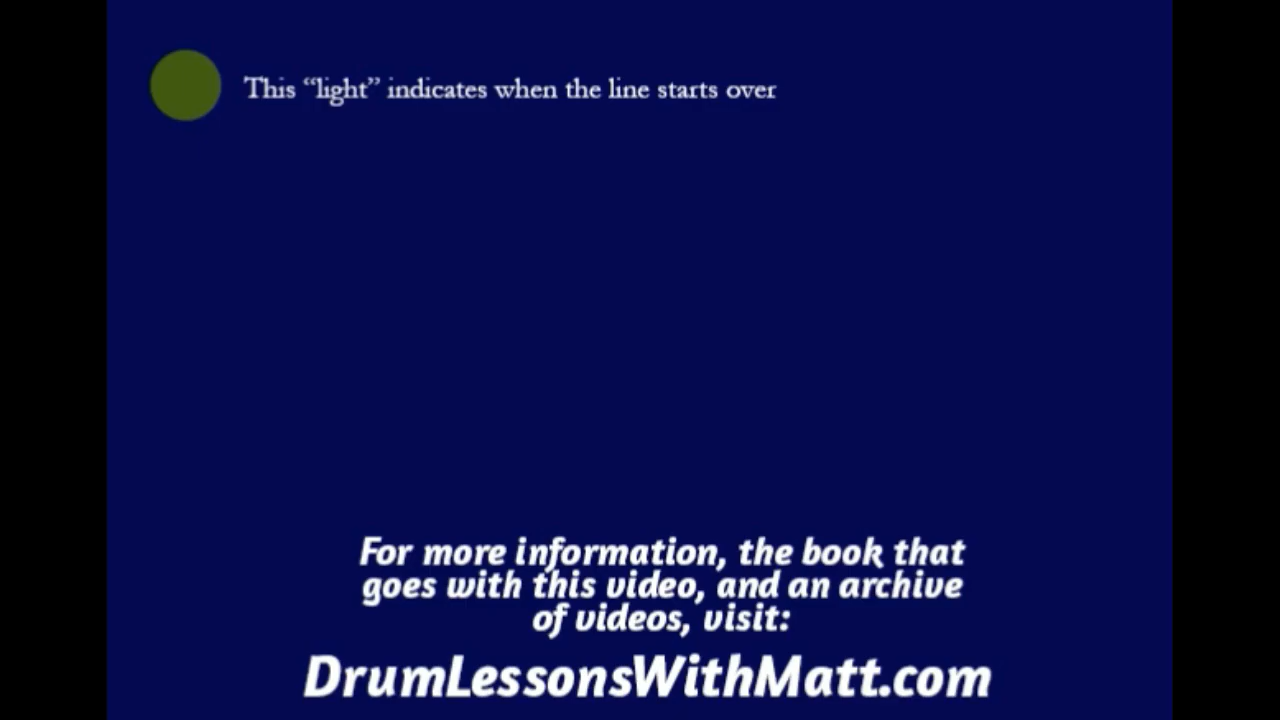 This “light” indicates when the line starts over
For more information, the book that
goes with this video, and an archive
of videos, visit:
DrumLessonsWithMatt.com